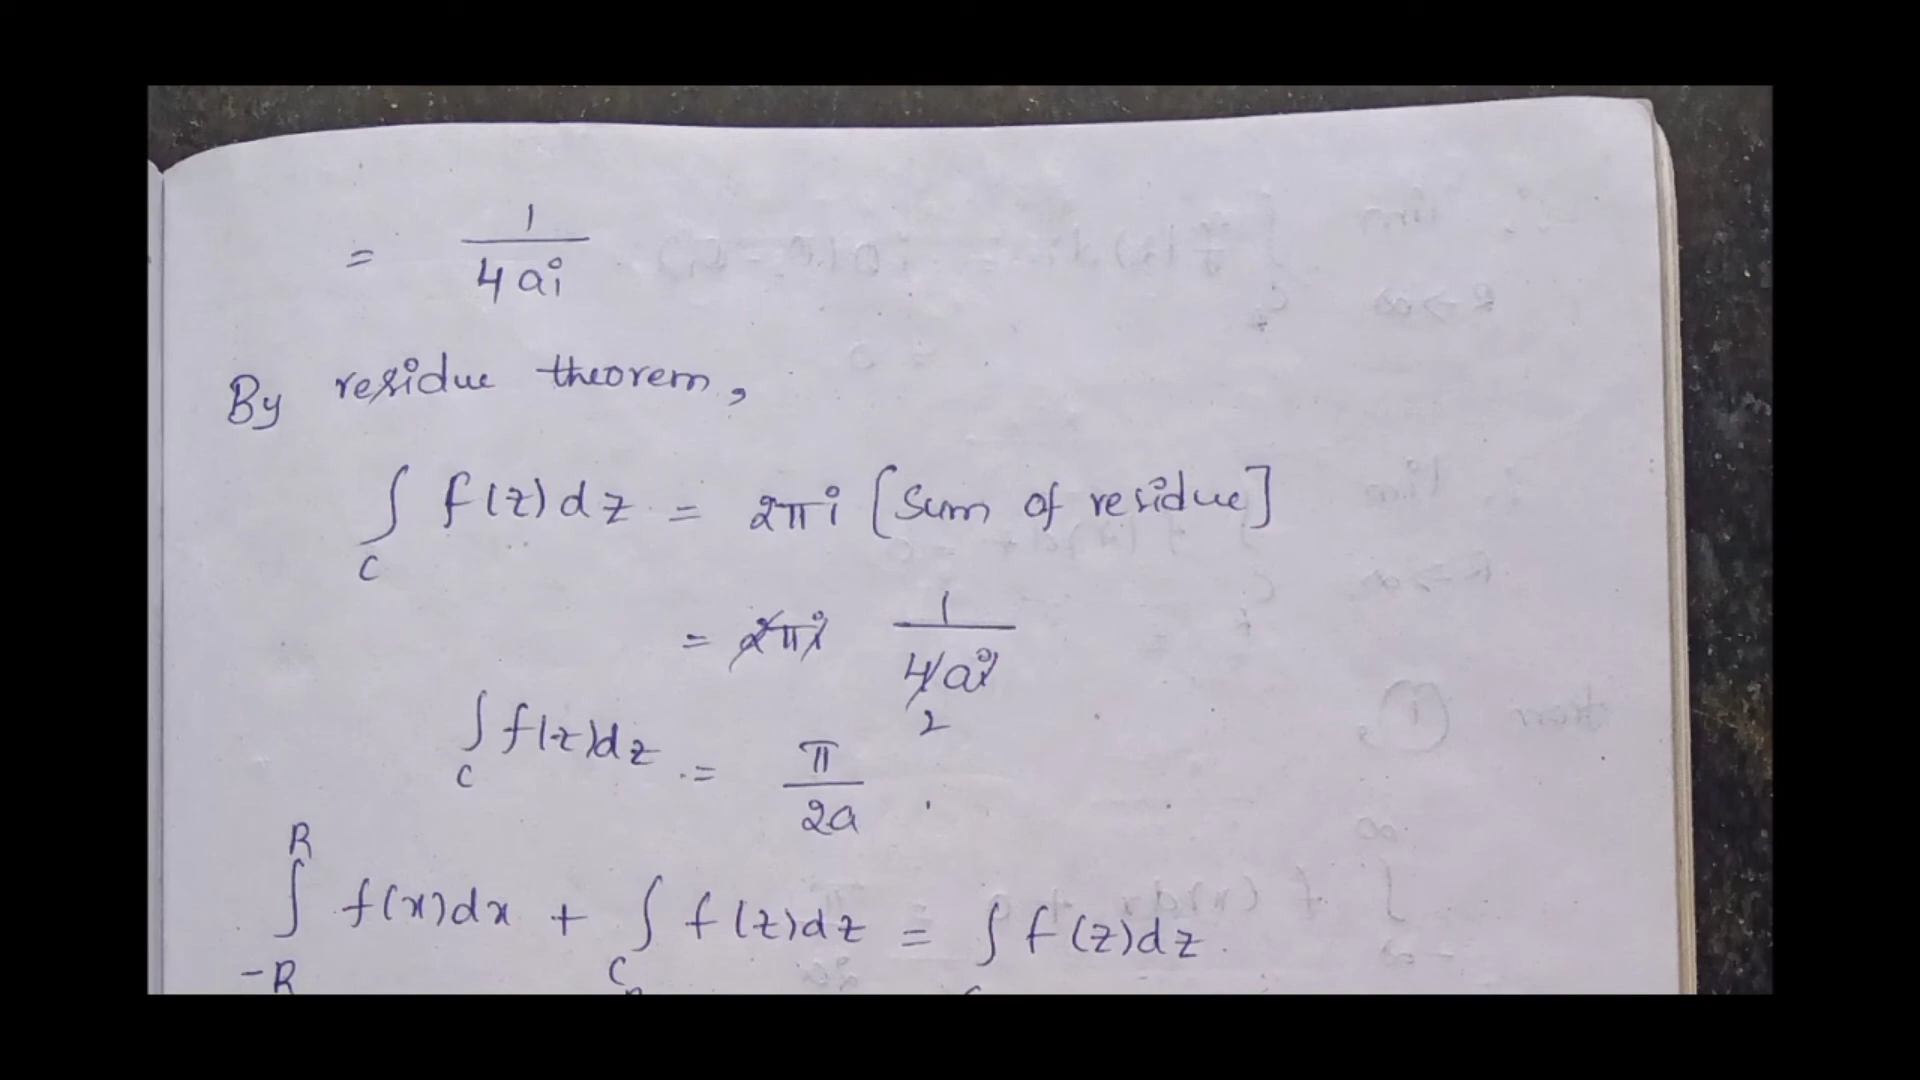 = 1/4ai
By residue theorem,
∫_C f(z)dz = 2πi [Sum of residue]
= 2πi 1/4ai
2
∫_C f(z)dz = π/2a .
∫_{-R}^{R} f(x)dx + ∫_{C_R} f(z)dz = ∫_C f(z)dz.